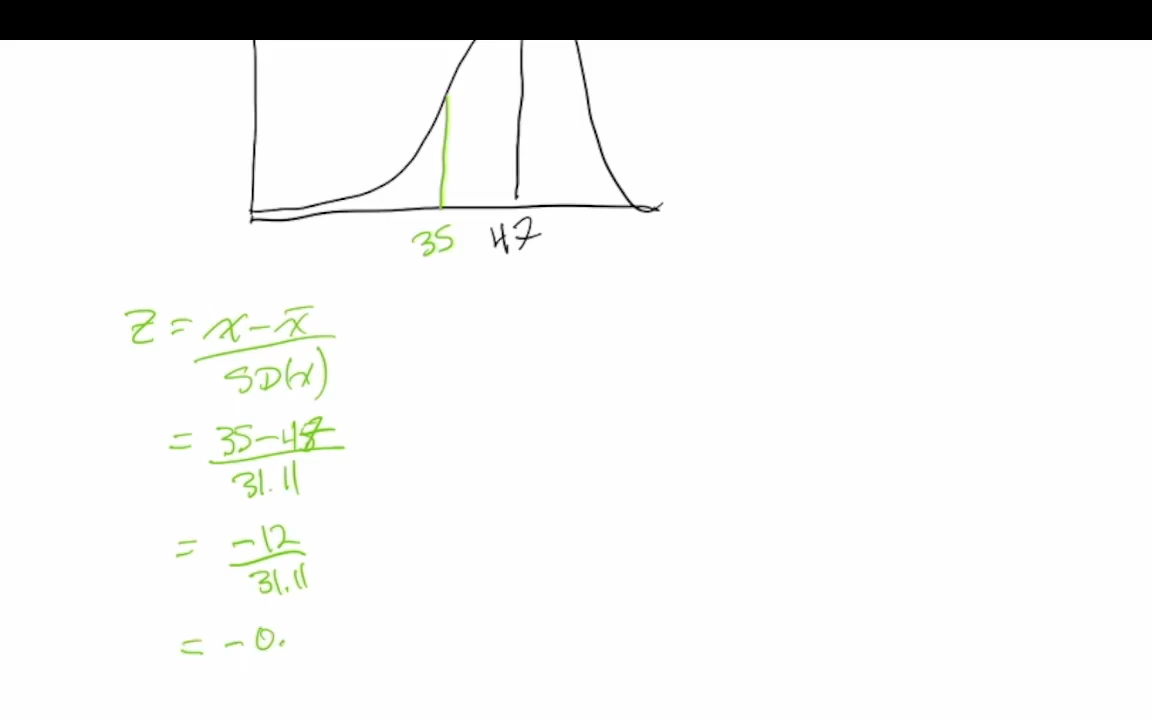 35 47
z = x - x̄
SD(x)
= 35 - 47
31.11
= -12
31.11
= -0.